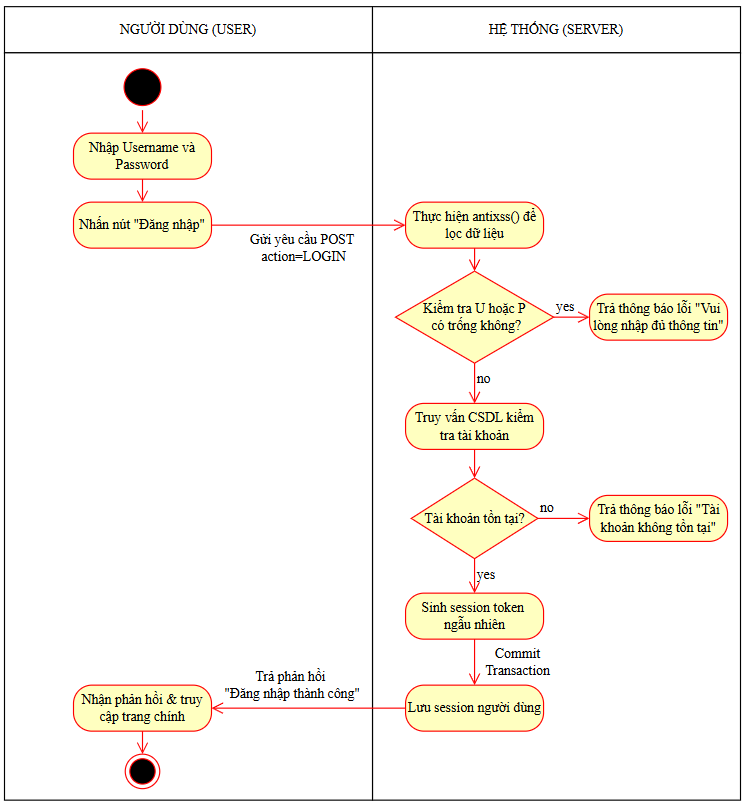 NGƯỜI DÙNG (USER)
HỆ THỐNG (SERVER)
Nhập Username và
Password
Nhấn nút "Đăng nhập"
Gửi yêu cầu POST
action=LOGIN
Thực hiện antixss() để
lọc dữ liệu
Kiểm tra U hoặc P
có trống không?
yes
Trả thông báo lỗi "Vui
lòng nhập đủ thông tin"
no
Truy vấn CSDL kiểm
tra tài khoản
Tài khoản tồn tại?
no
Trả thông báo lỗi "Tài
khoản không tồn tại"
yes
Sinh session token
ngẫu nhiên
Commit
Transaction
Lưu session người dùng
Trả phản hồi
"Đăng nhập thành công"
Nhận phản hồi & truy
cập trang chính